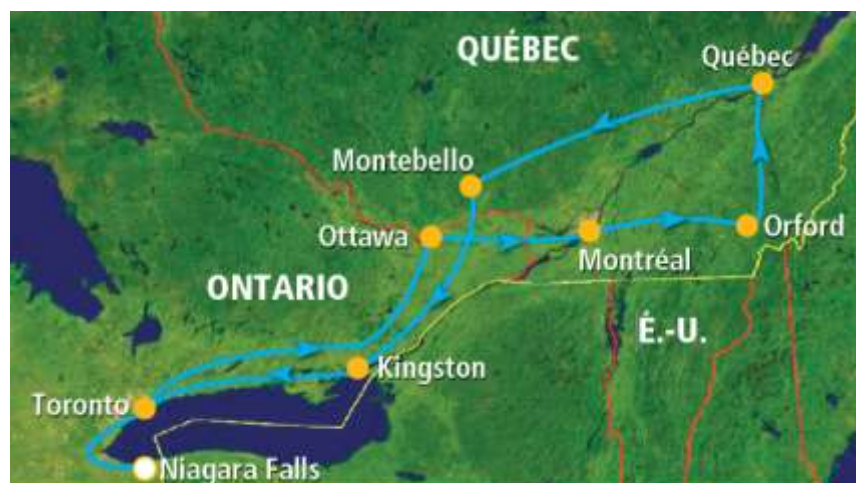 QUÉBEC
Québec
Montebello
Ottawa
Montréal
Orford
ONTARIO
É.-U.
Kingston
Toronto
Niagara Falls